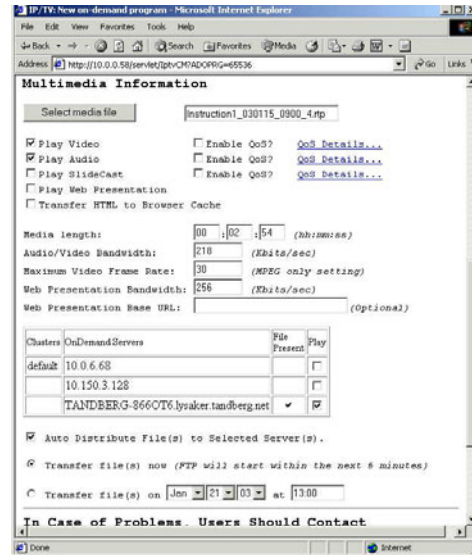 IP/TV: New on-demand program - Microsoft Internet Explorer
File Edit View Favorites Tools Help
Back Search Favorites Media
Address http://10.0.0.58/servlet/IptvCM?ADOPRG=65536 Go Links
Multimedia Information
Select media file Instruction1_030115_0900_4.rtp
Play Video Enable QoS? QoS Details...
Play Audio Enable QoS? QoS Details...
Play SlideCast Enable QoS? QoS Details...
Play Web Presentation
Transfer HTML to Browser Cache
Media length: 00 : 02 : 54 (hh:mm:ss)
Audio/Video Bandwidth: 218 (Kbits/sec)
Maximum Video Frame Rate: 30 (MPEG only setting)
Web Presentation Bandwidth: 256 (Kbits/sec)
Web Presentation Base URL: (Optional)
Clusters OnDemand Servers File Present Play
default 10.0.6.68
10.150.3.128
TANDBERG-866OT6.lysaker.tandberg.net
Auto Distribute File(s) to Selected Server(s).
Transfer file(s) now (FTP will start within the next 6 minutes)
Transfer file(s) on Jan 21 03 at 13:00
In Case of Problems, Users Should Contact
Done Internet